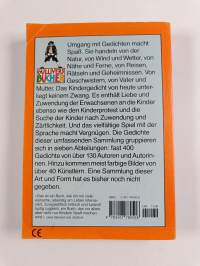 Umgang mit Gedichten macht
Spaß. Sie handeln von der
Natur, von Wind und Wetter, von
Nähe und Ferne, von Reisen,
Rätseln und Geheimnissen. Von
Geschwistern, von Vater und
Mutter. Das Kindergedicht von heute unter-
liegt keinem Zwang. Es enthält Liebe und
Zuwendung der Erwachsenen an die Kinder
ebenso wie den Kinderprotest und die
Suche der Kinder nach Zuwendung und
Zärtlichkeit. Und das vielfältige Spiel mit der
Sprache macht Vergnügen. Die Gedichte
dieser umfassenden Sammlung gruppieren
sich in sieben Abteilungen: fast 400
Gedichte von über 130 Autoren und Autorin-
nen. Hinzu kommen meist farbige Bilder von
über 40 Künstlern. Eine Sammlung dieser
Art und Form hat es bisher noch nicht
gegeben.